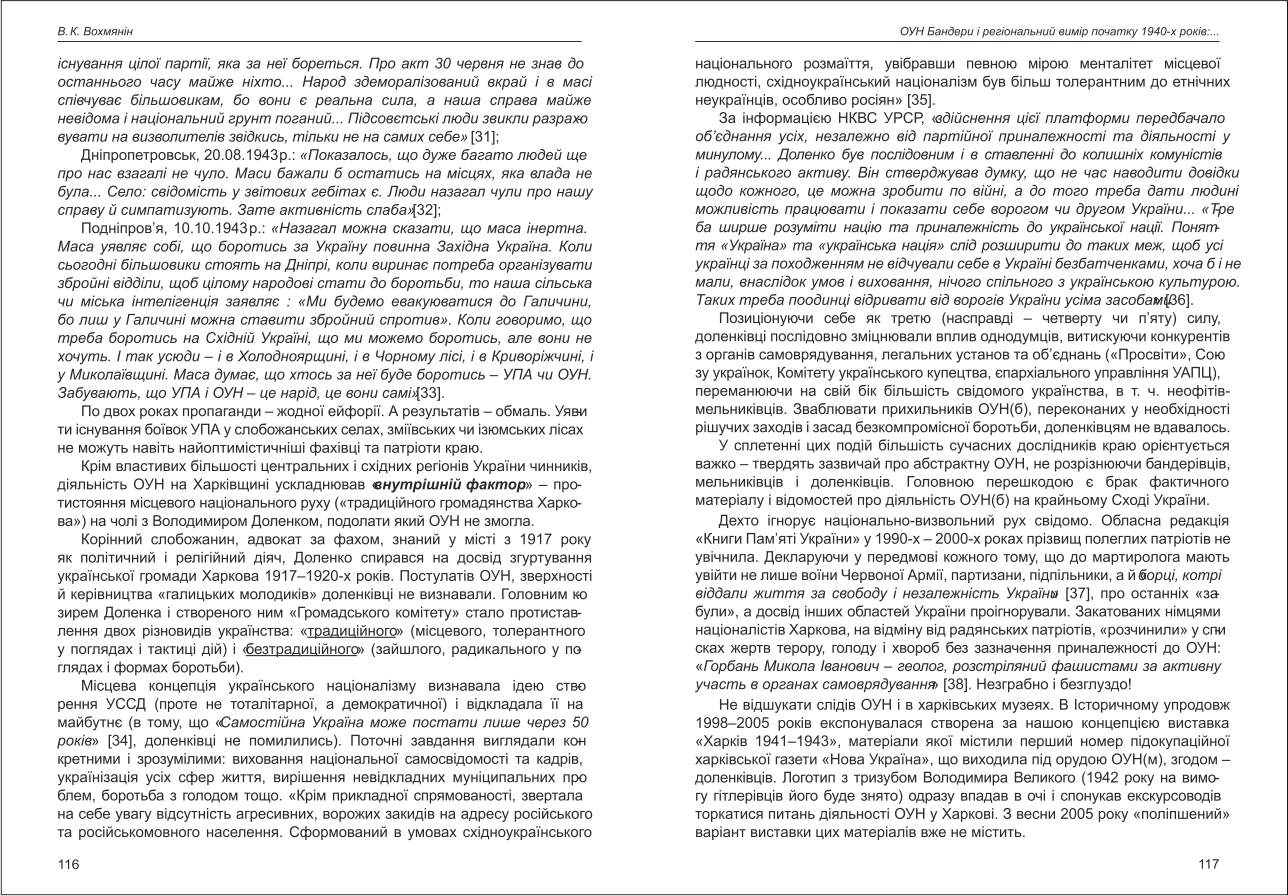 В. К. Вохмянін
існування цілої партії, яка за неї бореться. Про акт 30 червня не знав до
останнього часу майже ніхто... Народ здеморалізований вкрай і в масі
співчуває більшовикам, бо вони є реальна сила, а наша справа майже
невідома і національний грунт поганий... Підсовєтські люди звикли разрахо
вувати на визволителів звідкись, тільки не на самих себе» [31];
Дніпропетровськ, 20.08.1943 р.: «Показалось, що дуже багато людей ще
про нас взагалі не чуло. Маси бажали б остатись на місцях, яка влада не
була... Село: свідомість у звітових гебітах є. Люди назагал чули про нашу
справу й симпатизують. Зате активність слаба» [32];
Подніпров’я, 10.10.1943 р.: «Назагал можна сказати, що маса інертна.
Маса уявляє собі, що боротись за Україну повинна Західна Україна. Коли
сьогодні більшовики стоять на Дніпрі, коли виринає потреба організувати
збройні відділи, щоб цілому народові стати до боротьби, то наша сільська
чи міська інтелігенція заявляє : «Ми будемо евакуюватися до Галичини,
бо лиш у Галичині можна ставити збройний спротив». Коли говоримо, що
треба боротись на Східній Україні, що ми можемо боротись, але вони не
хочуть. І так усюди – і в Холодноярщині, і в Чорному лісі, і в Криворіжчині, і
у Миколаївщині. Маса думає, що хтось за неї буде боротись – УПА чи ОУН.
Забувають, що УПА і ОУН – це нарід, це вони самі» [33].
По двох роках пропаганди – жодної ейфорії. А результатів – обмаль. Уяви-
ти існування боївок УПА у слобожанських селах, зміївських чи ізюмських лісах
не можуть навіть найоптимістичніші фахівці та патріоти краю.
Крім властивих більшості центральних і східних регіонів України чинників,
діяльність ОУН на Харківщині ускладнював «внутрішній фактор» – про-
тистояння місцевого національного руху («традиційного громадянства Харко-
ва») на чолі з Володимиром Доленком, подолати який ОУН не змогла.
Корінний слобожанин, адвокат за фахом, знаний у місті з 1917 року
як політичний і релігійний діяч, Доленко спирався на досвід згуртування
української громади Харкова 1917–1920-х років. Постулатів ОУН, зверхності
й керівництва «галицьких молодиків» доленківці не визнавали. Головним ко
зирем Доленка і створеного ним «Громадського комітету» стало протистав-
лення двох різновидів українства: «традиційного» (місцевого, толерантного
у поглядах і тактиці дій) і «безтрадиційного» (зайшлого, радикального у по-
глядах і формах боротьби).
Місцева концепція українського націоналізму визнавала ідею ство-
рення УССД (проте не тоталітарної, а демократичної) і відкладала її на
майбутнє (в тому, що «Самостійна Україна може постати лише через 50
років» [34], доленківці не помилились). Поточні завдання виглядали кон
кретними і зрозумілими: виховання національної самосвідомості та кадрів,
українізація усіх сфер життя, вирішення невідкладних муніципальних про
блем, боротьба з голодом тощо. «Крім прикладної спрямованості, звертала
на себе увагу відсутність агресивних, ворожих закидів на адресу російського
та російськомовного населення. Сформований в умовах східноукраїнського
116
ОУН Бандери і регіональний вимір початку 1940-х років:...
національного розмаїття, увібравши певною мірою менталітет місцевої
людності, східноукраїнський націоналізм був більш толерантним до етнічних
неукраїнців, особливо росіян» [35].
За інформацією НКВС УРСР, «здійснення цієї платформи передбачало
об’єднання усіх, незалежно від партійної приналежності та діяльності у
минулому... Доленко був послідовним і в ставленні до колишніх комуністів
і радянського активу. Він стверджував думку, що не час наводити довідки
щодо кожного, це можна зробити по війні, а до того треба дати людині
можливість працювати і показати себе ворогом чи другом України... «Тре
ба ширше розуміти націю та приналежність до української нації. Понят-
тя «Україна» та «українська нація» слід розширити до таких меж, щоб усі
українці за походженням не відчували себе в Україні безбатченками, хоча б і не
мали, внаслідок умов і виховання, нічого спільного з українською культурою.
Таких треба поодинці відривати від ворогів України усіма засобами» [36].
Позиціонуючи себе як третю (насправді – четверту чи п’яту) силу,
доленківці послідовно зміцнювали вплив однодумців, витискуючи конкурентів
з органів самоврядування, легальних установ та об’єднань («Просвіти», Сою
зу українок, Комітету українського купецтва, єпархіального управління УАПЦ),
переманюючи на свій бік більшість свідомого українства, в т. ч. неофітів-
мельниківців. Зваблювати прихильників ОУН(б), переконаних у необхідності
рішучих заходів і засад безкомпромісної боротьби, доленківцям не вдавалось.
У сплетенні цих подій більшість сучасних дослідників краю орієнтується
важко – твердять зазвичай про абстрактну ОУН, не розрізнюючи бандерівців,
мельниківців і доленківців. Головною перешкодою є брак фактичного
матеріалу і відомостей про діяльність ОУН(б) на крайньому Сході України.
Дехто ігнорує національно-визвольний рух свідомо. Обласна редакція
«Книги Пам’яті України» у 1990-х – 2000-х роках прізвищ полеглих патріотів не
увічнила. Декларуючи у передмові кожного тому, що до мартиролога мають
увійти не лише воїни Червоної Армії, партизани, підпільники, а й «борці, котрі
віддали життя за свободу і незалежність України» [37], про останніх «за-
були», а досвід інших областей України проігнорували. Закатованих німцями
націоналістів Харкова, на відміну від радянських патріотів, «розчинили» у спи
сках жертв терору, голоду і хвороб без зазначення приналежності до ОУН:
«Горбань Микола Іванович – геолог, розстріляний фашистами за активну
участь в органах самоврядування» [38]. Незграбно і безглуздо!
Не відшукати слідів ОУН і в харківських музеях. В Історичному упродовж
1998–2005 років експонувалася створена за нашою концепцією виставка
«Харків 1941–1943», матеріали якої містили перший номер підокупаційної
харківської газети «Нова Україна», що виходила під орудою ОУН(м), згодом –
доленківців. Логотип з тризубом Володимира Великого (1942 року на вимо-
гу гітлерівців його буде знято) одразу впадав в очі і спонукав екскурсоводів
торкатися питань діяльності ОУН у Харкові. З весни 2005 року «поліпшений»
варіант виставки цих матеріалів вже не містить.
117